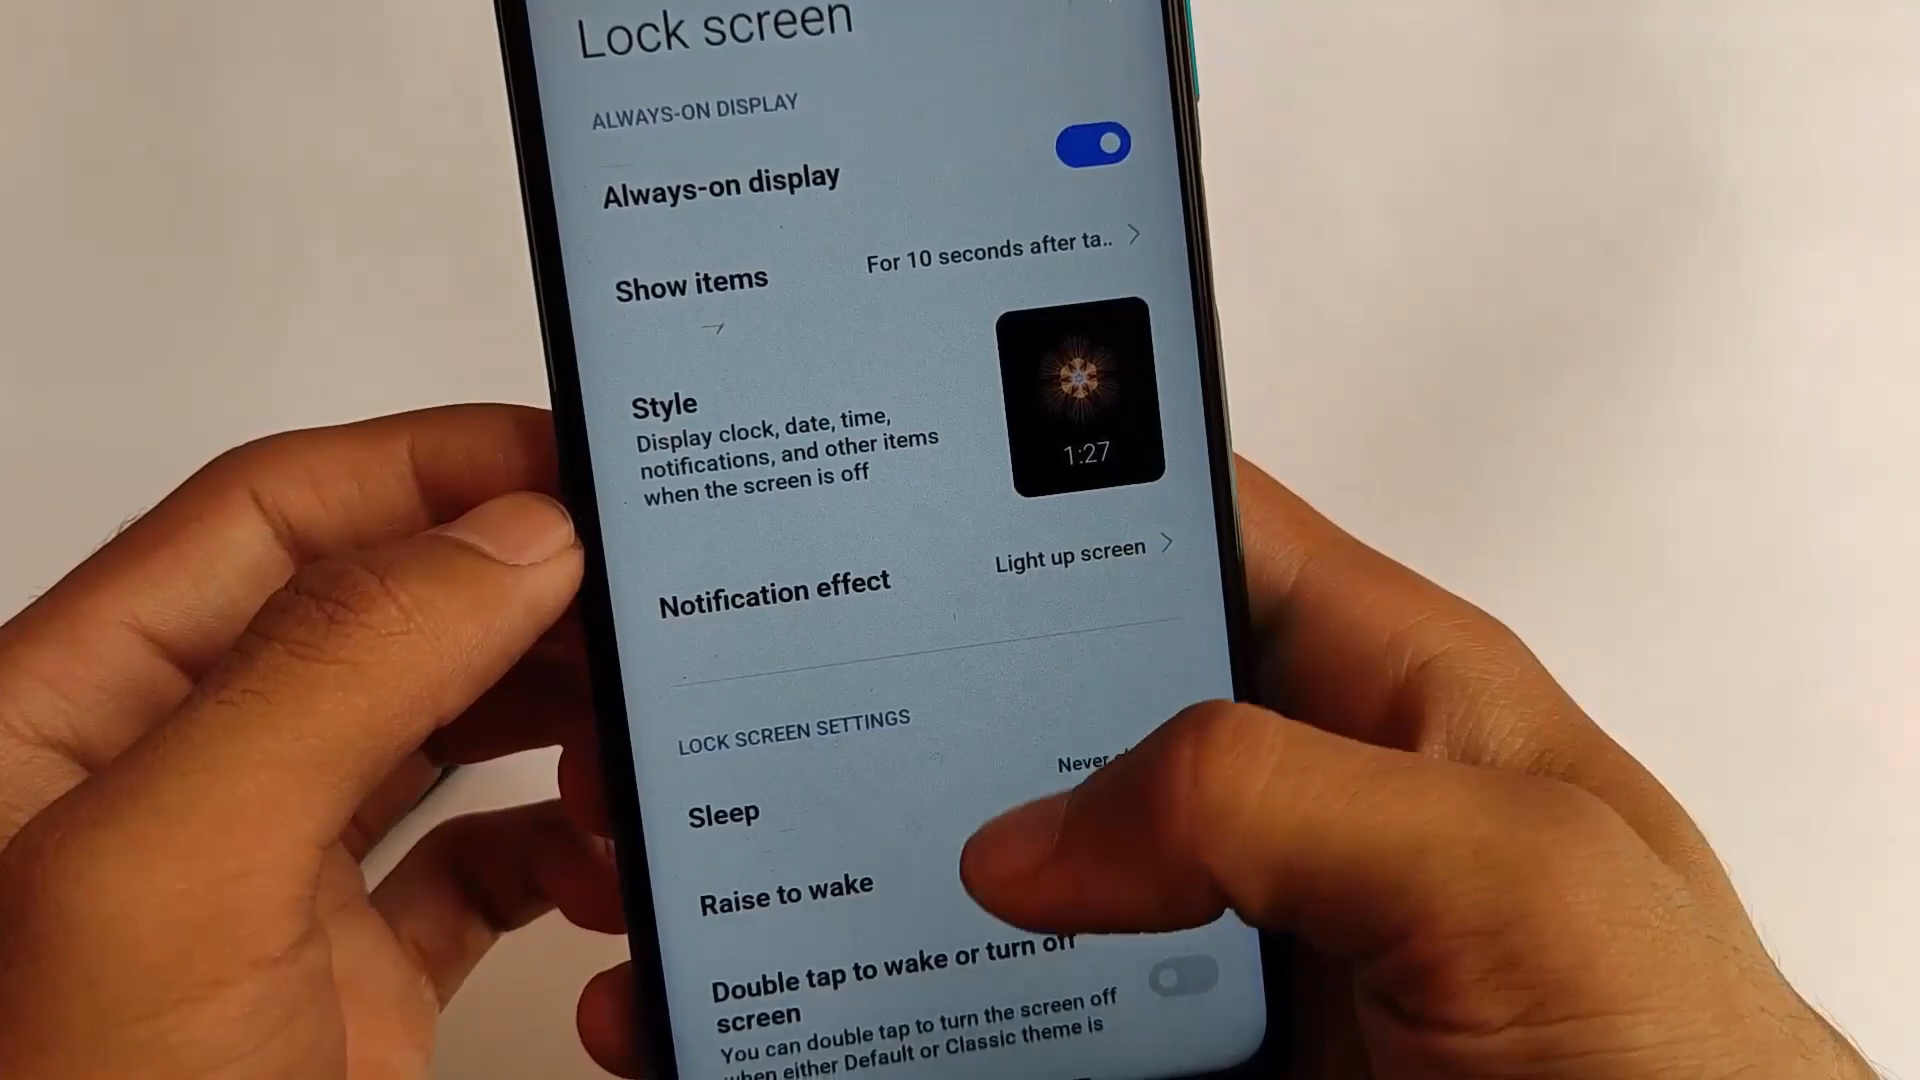 Lock screen
ALWAYS-ON DISPLAY
Always-on display
Show items
For 10 seconds after ta..
Style
Display clock, date, time,
notifications, and other items
when the screen is off
1:27
Notification effect
Light up screen
LOCK SCREEN SETTINGS
Sleep
Never
Raise to wake
Double tap to wake or turn off
screen
You can double tap to turn the screen off
when either Default or Classic theme is